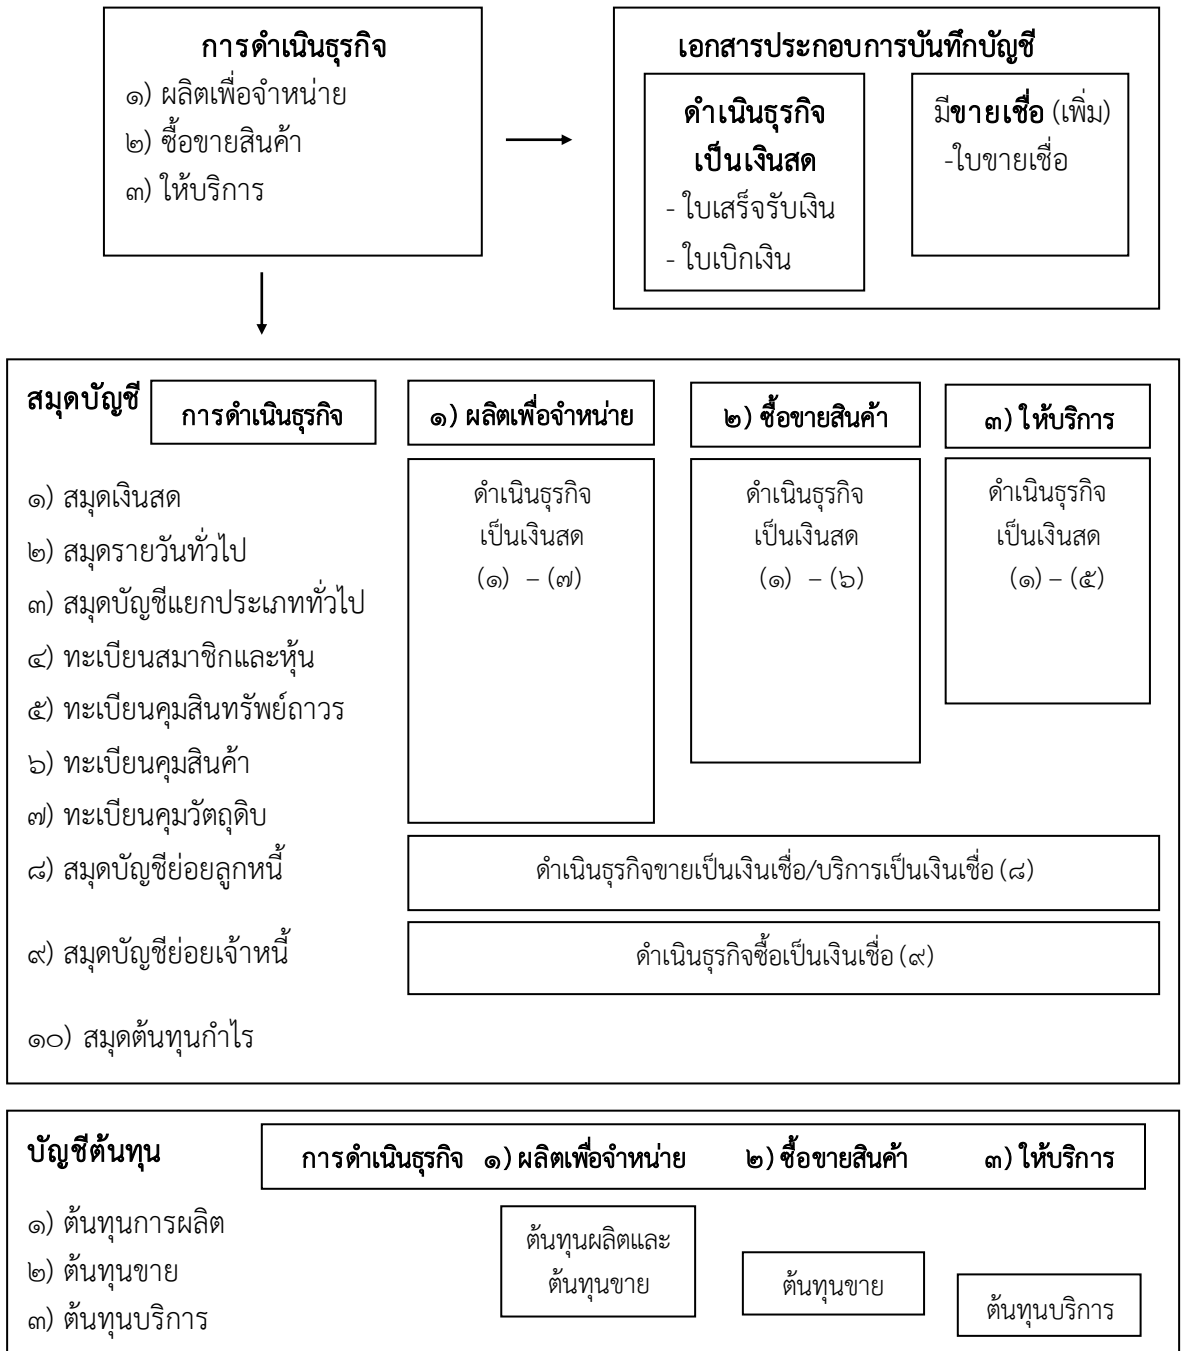 การดำเนินธุรกิจ
๑) ผลิตเพื่อจำหน่าย
๒) ซื้อขายสินค้า
๓) ให้บริการ
เอกสารประกอบการบันทึกบัญชี
ดำเนินธุรกิจ
เป็นเงินสด
- ใบเสร็จรับเงิน
- ใบเบิกเงิน
มีขายเชื่อ (เพิ่ม)
-ใบขายเชื่อ
สมุดบัญชี
การดำเนินธุรกิจ
๑) ผลิตเพื่อจำหน่าย
๒) ซื้อขายสินค้า
๓) ให้บริการ
๑) สมุดเงินสด
๒) สมุดรายวันทั่วไป
๓) สมุดบัญชีแยกประเภททั่วไป
๔) ทะเบียนสมาชิกและหุ้น
๕) ทะเบียนคุมสินทรัพย์ถาวร
๖) ทะเบียนคุมสินค้า
๗) ทะเบียนคุมวัตถุดิบ
๘) สมุดบัญชีย่อยลูกหนี้
๙) สมุดบัญชีย่อยเจ้าหนี้
๑๐) สมุดต้นทุนกำไร
ดำเนินธุรกิจ
เป็นเงินสด
(๑) – (๗)
ดำเนินธุรกิจ
เป็นเงินสด
(๑) – (๖)
ดำเนินธุรกิจ
เป็นเงินสด
(๑) – (๕)
ดำเนินธุรกิจขายเป็นเงินเชื่อ/บริการเป็นเงินเชื่อ (๘)
ดำเนินธุรกิจซื้อเป็นเงินเชื่อ (๙)
บัญชีต้นทุน
การดำเนินธุรกิจ ๑) ผลิตเพื่อจำหน่าย ๒) ซื้อขายสินค้า ๓) ให้บริการ
๑) ต้นทุนการผลิต
๒) ต้นทุนขาย
๓) ต้นทุนบริการ
ต้นทุนผลิตและ
ต้นทุนขาย
ต้นทุนขาย
ต้นทุนบริการ